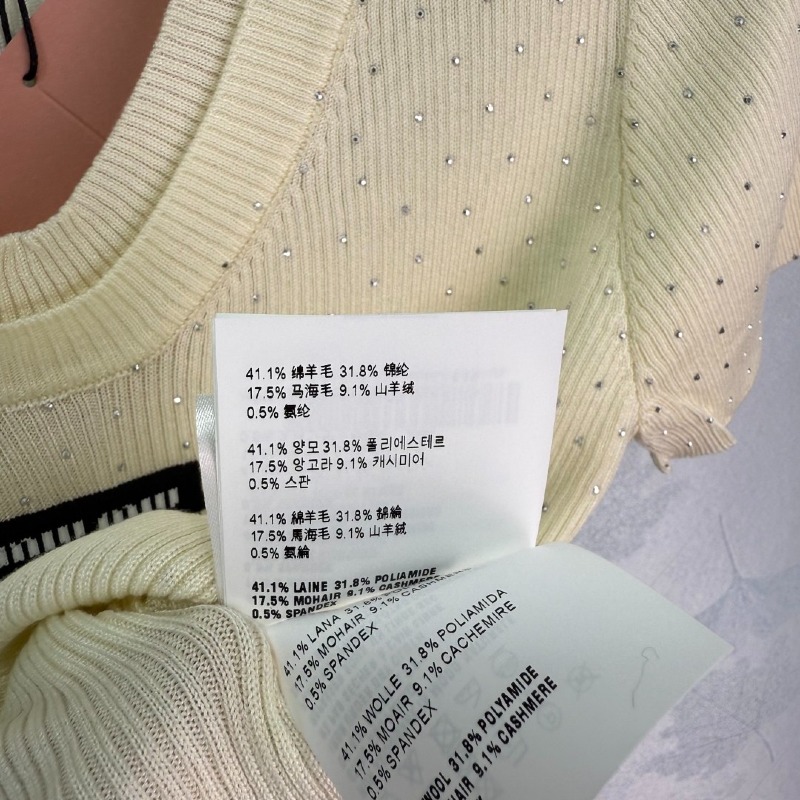 41.1% 绵羊毛 31.8% 锦纶
17.5% 马海毛 9.1% 山羊绒
0.5% 氨纶
41.1% 양모 31.8% 폴리에스테르
17.5% 앙고라 9.1% 캐시미어
0.5% 스판
41.1% 綿羊毛 31.8% 錦綸
17.5% 馬海毛 9.1% 山羊絨
0.5% 氨綸
41.1% LAINE 31.8% POLIAMIDE
17.5% MOHAIR 9.1% CASHMERE
0.5% SPANDEX
41.1% LANA 31.8% POLIAMIDA
17.5% MOHAIR 9.1% CACHEMIRE
0.5% SPANDEX
41.1% WOLLE 31.8% POLYAMIDE
17.5% MOAIR 9.1% CASHMERE
0.5% SPANDEX
WOOL 31.8% POLYAMIDE
HAIR 9.1% CASHMERE